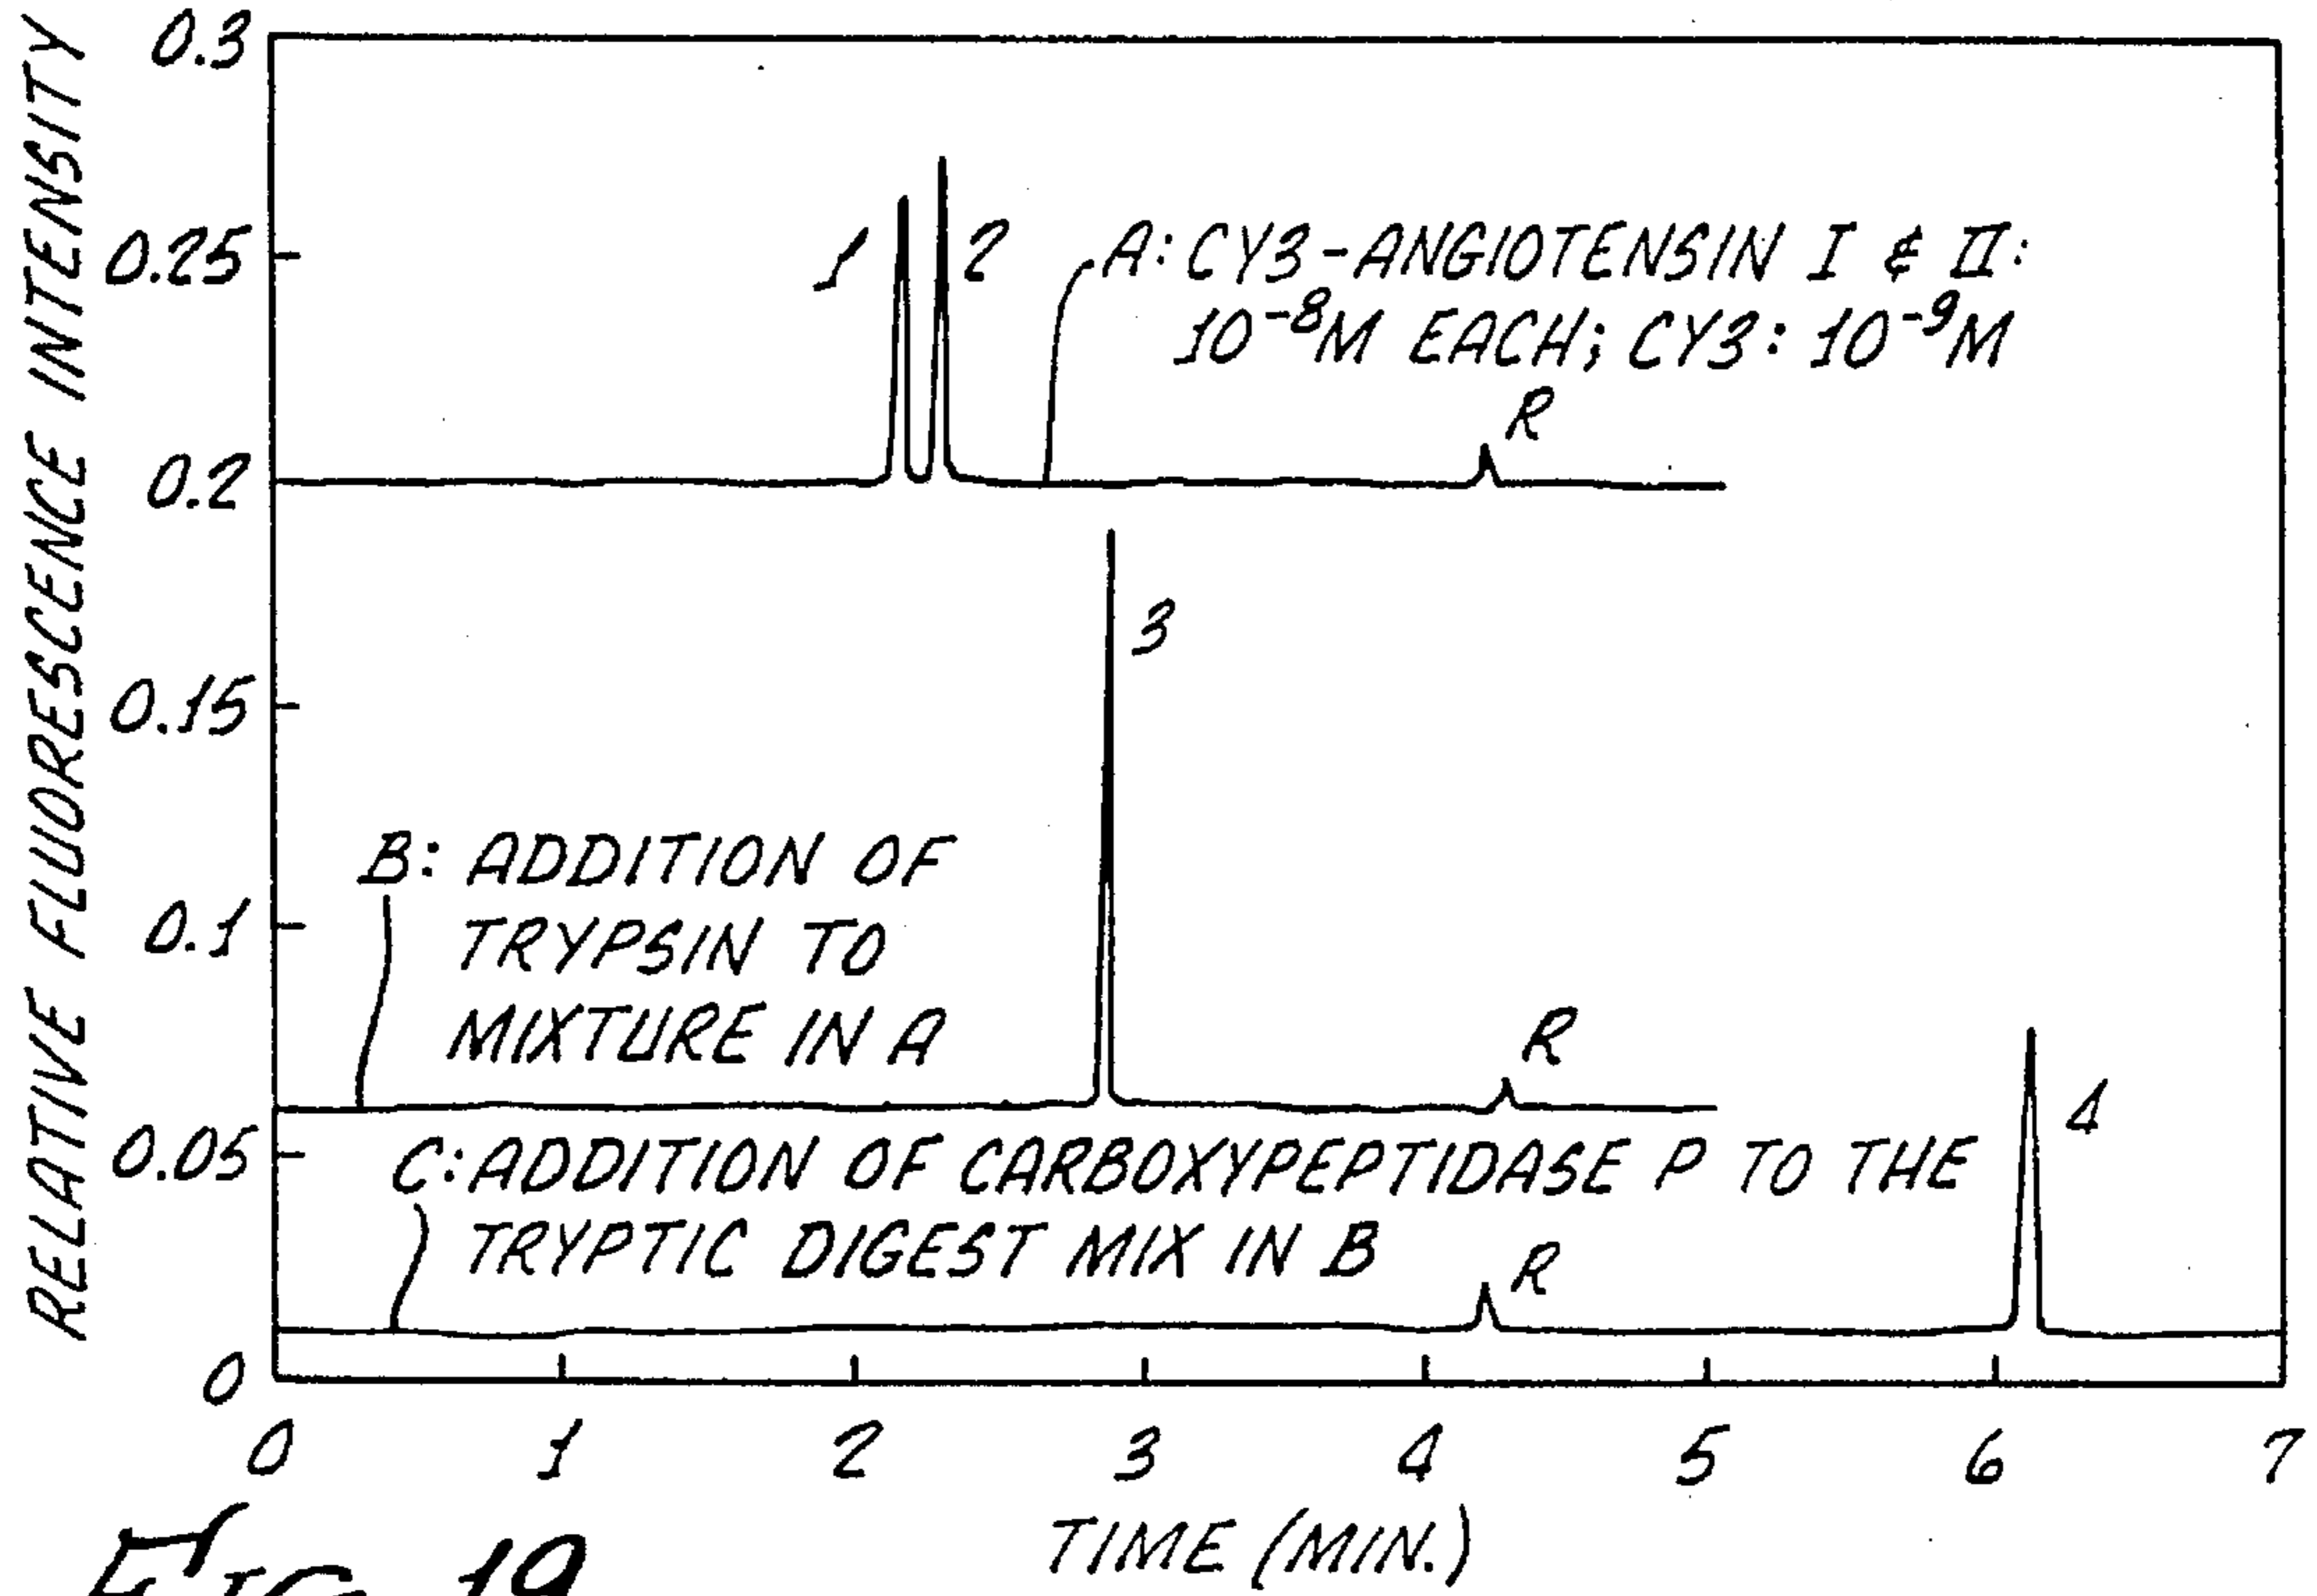 RELATIVE FLUORESCENCE INTENSITY
0.3
0.25
0.2
0.15
0.1
0.05
0
1
2
A: CY3-ANGIOTENSIN I & II:
10⁻⁸M EACH; CY3: 10⁻⁹M
R
3
B: ADDITION OF
TRYPSIN TO
MIXTURE IN A
R
4
C: ADDITION OF CARBOXYPEPTIDASE P TO THE
TRYPTIC DIGEST MIX IN B
R
0 1 2 3 4 5 6 7
TIME (MIN.)